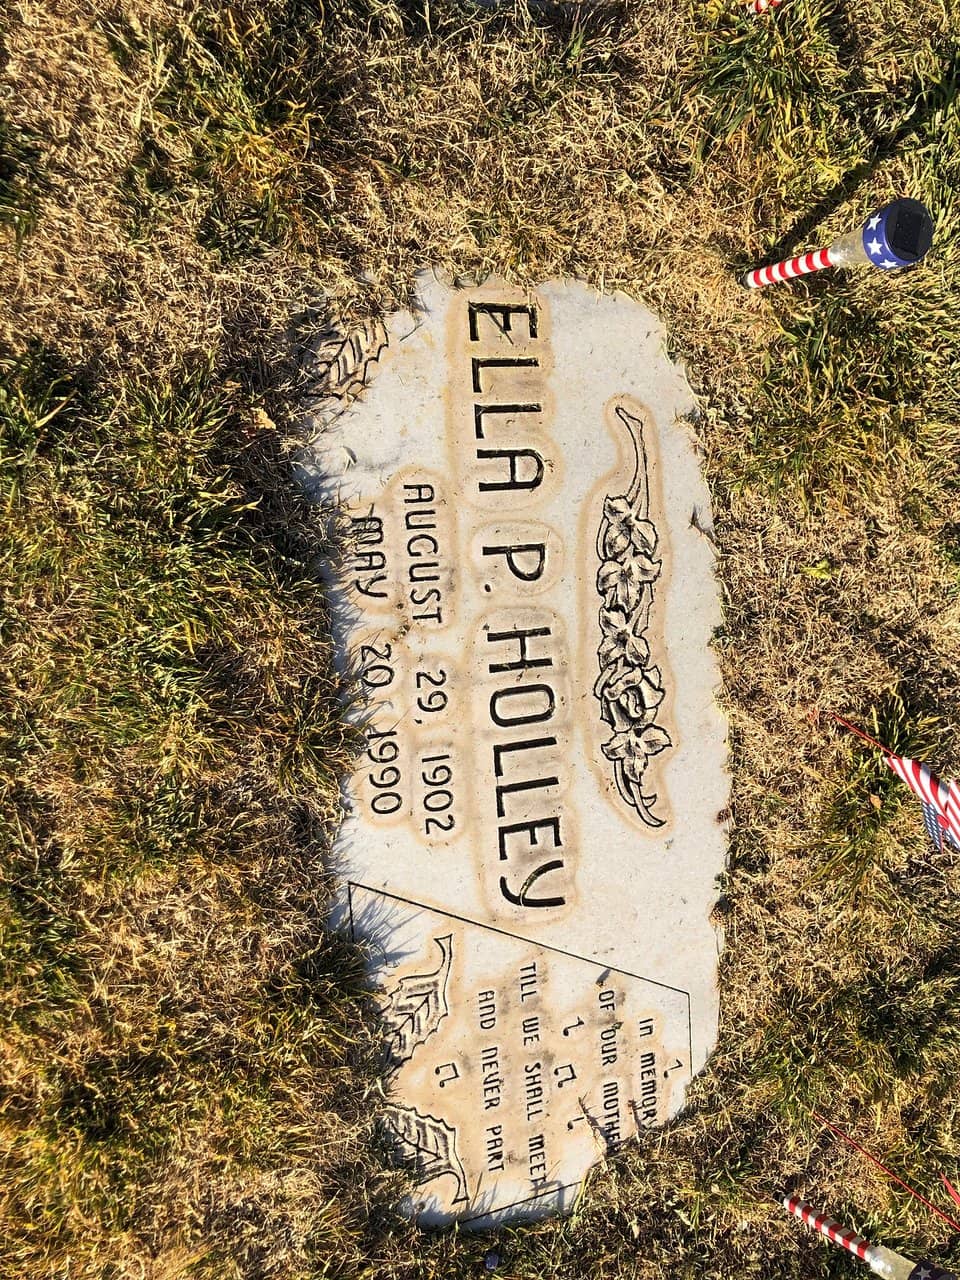 ELLA P. HOLLEY
AUGUST 29, 1902
MAY 20, 1990
IN MEMORY
OF OUR MOTHER
TILL WE SHALL MEET
AND NEVER PART